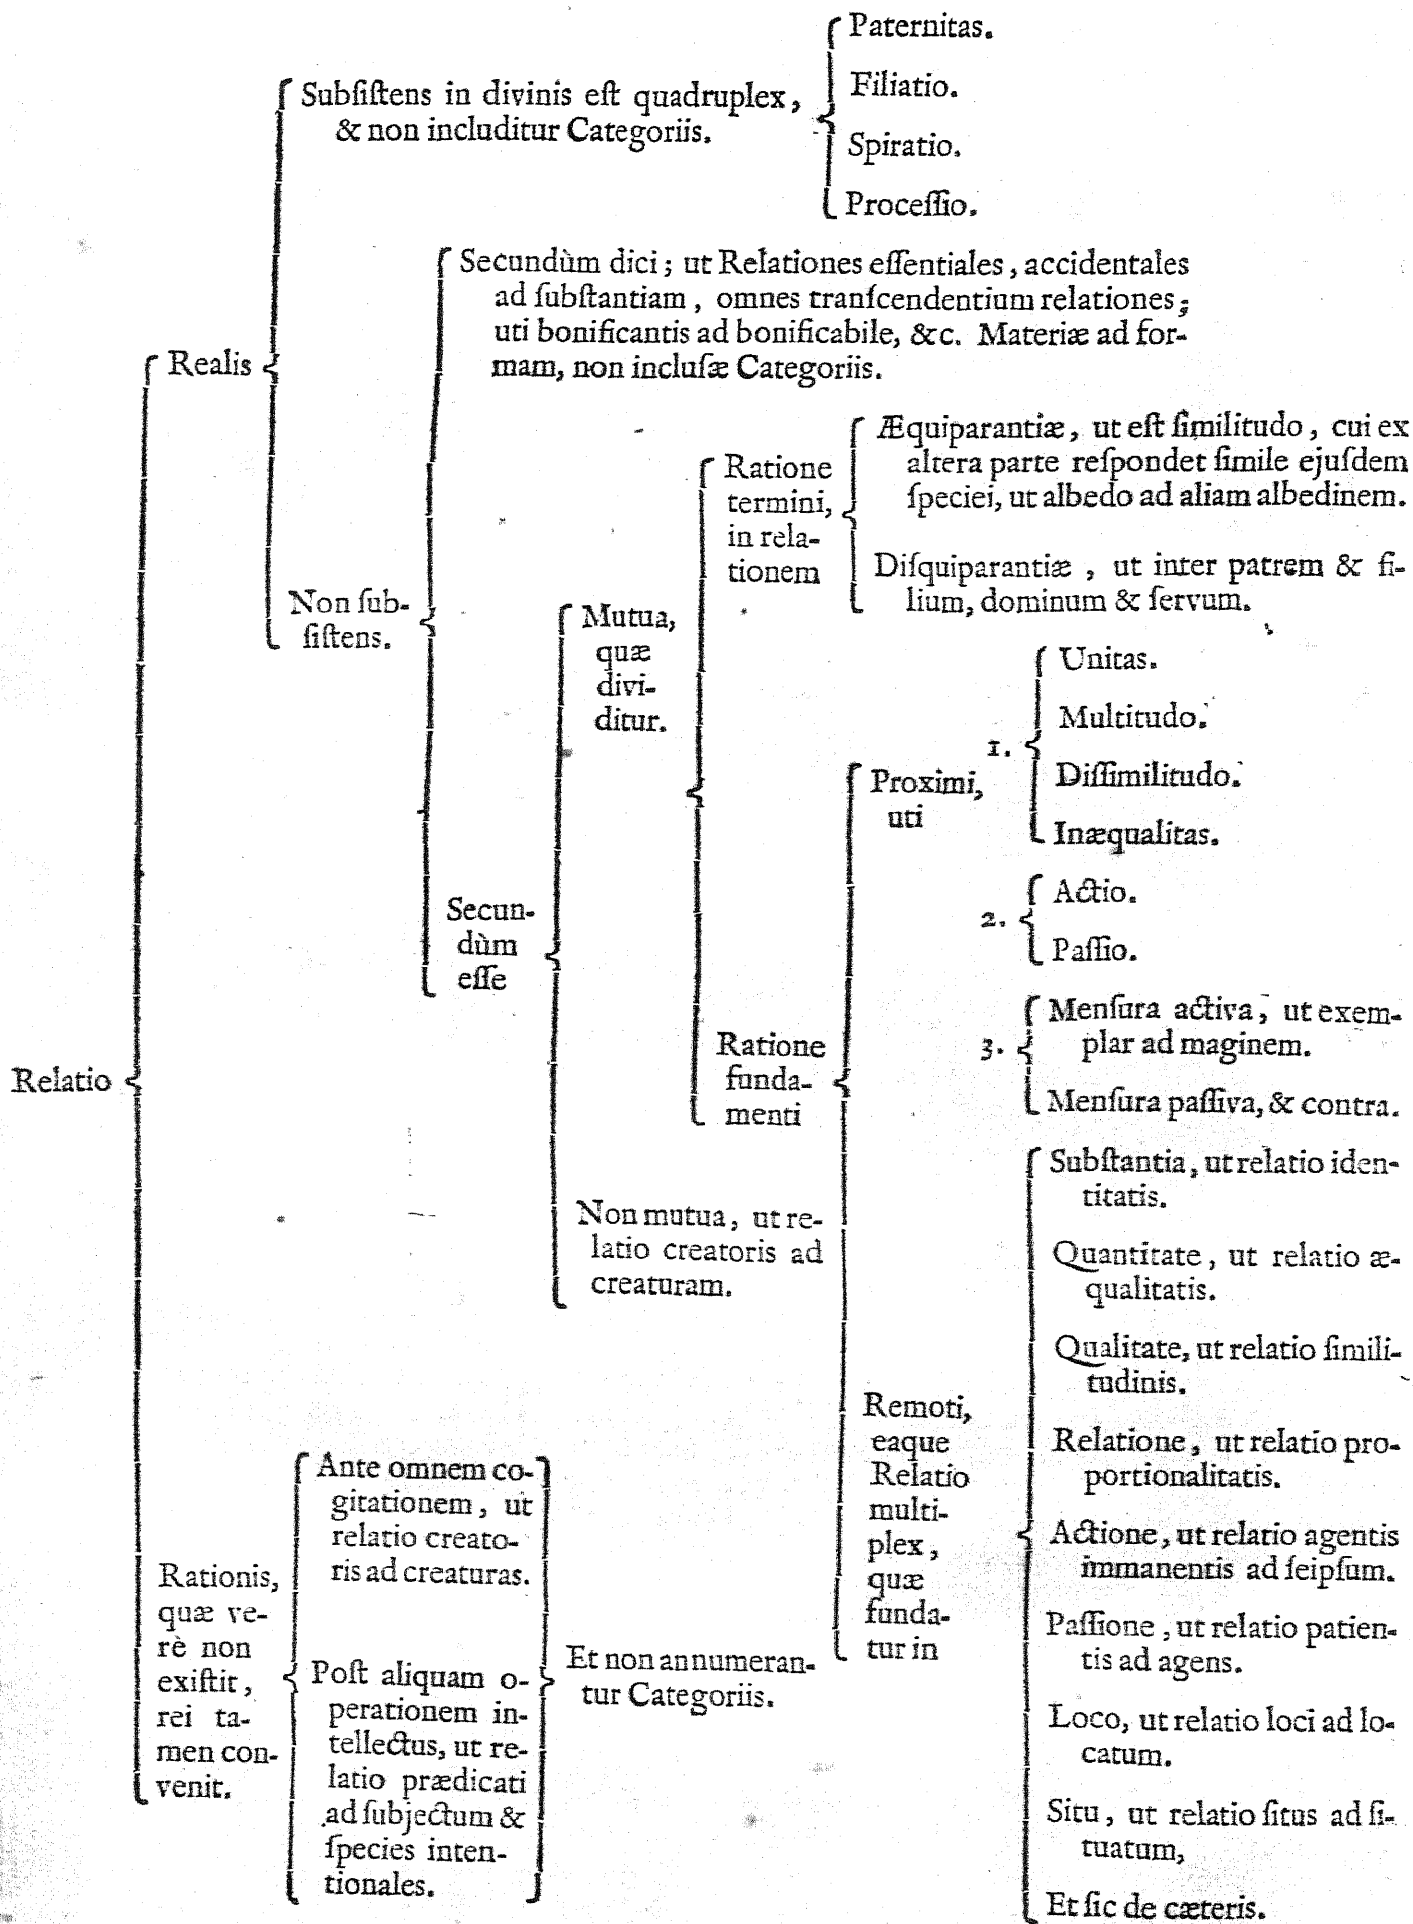 Paternitas.
Filiatio.
Subſiſtens in divinis eſt quadruplex,
& non includitur Categoriis.
Spiratio.
Proceſſio.
Secundùm dici; ut Relationes eſſentiales, accidentales
ad ſubſtantiam, omnes tranſcendentium relationes;
uti bonificantis ad bonificabile, &c. Materiæ ad for-
mam, non incluſæ Categoriis.
Realis
Non ſub-
ſiſtens.
Æquiparantiæ, ut eſt ſimilitudo, cui ex
altera parte reſpondet ſimile ejuſdem
ſpeciei, ut albedo ad aliam albedinem.
Ratione
termini,
in rela-
tionem
Diſquiparantiæ, ut inter patrem & fi-
lium, dominum & ſervum.
Mutua,
quæ
divi-
ditur.
Unitas.
Multitudo.
1.
Diſſimilitudo.
Inæqualitas.
Proximi,
uti
2.
Actio.
Paſſio.
Secun-
dùm
eſſe
3.
Menſura activa, ut exem-
plar ad maginem.
Menſura paſſiva, & contra.
Ratione
funda-
menti
Relatio
Non mutua, ut re-
latio creatoris ad
creaturam.
Subſtantia, ut relatio iden-
titatis.
Quantitate, ut relatio æ-
qualitatis.
Qualitate, ut relatio ſimili-
tudinis.
Relatione, ut relatio pro-
portionalitatis.
Remoti,
eaque
Relatio
multi-
plex,
quæ
funda-
tur in
Actione, ut relatio agentis
immanentis ad ſeipſum.
Paſſione, ut relatio patien-
tis ad agens.
Loco, ut relatio loci ad lo-
catum.
Situ, ut relatio ſitus ad ſi-
tuatum,
Et ſic de cæteris.
Rationis,
quæ ve-
rè non
exiſtit,
rei ta-
men con-
venit.
Ante omnem co-
gitationem, ut
relatio creato-
ris ad creaturas.
Poſt aliquam o-
perationem in-
tellectus, ut re-
latio prædicati
ad ſubjectum &
ſpecies inten-
tionales.
Et non annumeran-
tur Categoriis.